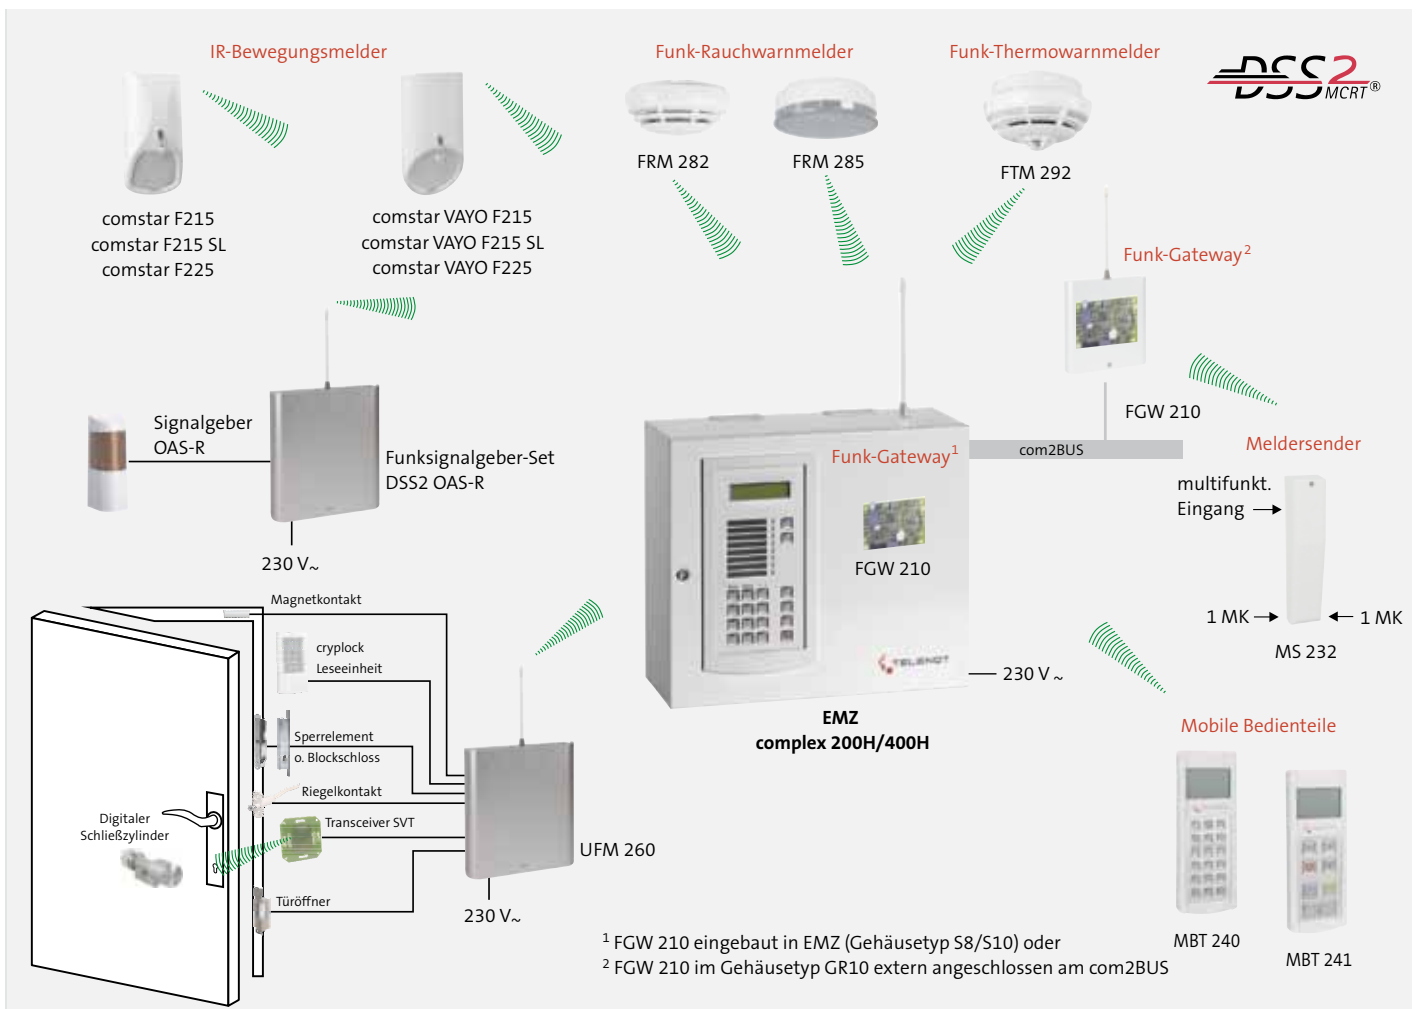 IR-Bewegungsmelder
Funk-Rauchwarnmelder
Funk-Thermowarnmelder
DSS2
MCRT®
FRM 282
FRM 285
FTM 292
comstar F215
comstar F215 SL
comstar F225
comstar VAYO F215
comstar VAYO F215 SL
comstar VAYO F225
Funk-Gateway²
FGW 210
Signalgeber
OAS-R
Funksignalgeber-Set
DSS2 OAS-R
230 V~
Funk-Gateway¹
com2BUS
FGW 210
TELENOT
230 V~
EMZ
complex 200H/400H
Meldersender
multifunkt.
Eingang
1 MK
1 MK
MS 232
Mobile Bedienteile
MBT 240
MBT 241
Magnetkontakt
cryplock
Leseeinheit
Sperrelement
o. Blockschloss
Riegelkontakt
Digitaler
Schließzylinder
Transceiver SVT
Türöffner
UFM 260
230 V~
¹ FGW 210 eingebaut in EMZ (Gehäusetyp S8/S10) oder
² FGW 210 im Gehäusetyp GR10 extern angeschlossen am com2BUS